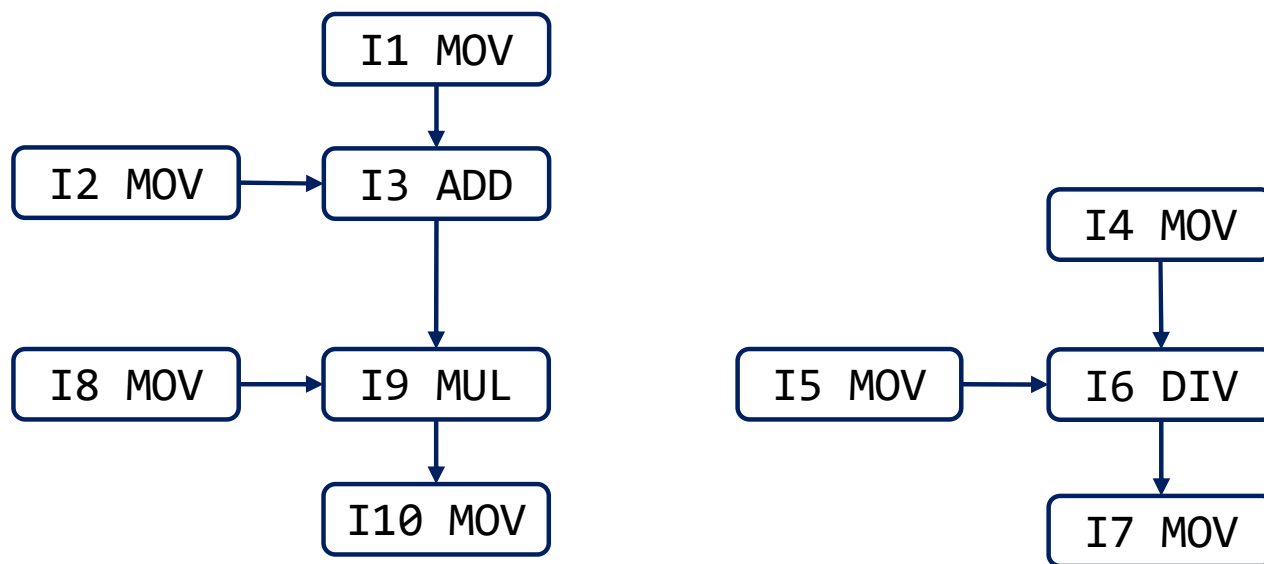 I1 MOV
I2 MOV
I3 ADD
I4 MOV
I8 MOV
I9 MUL
I5 MOV
I6 DIV
I10 MOV
I7 MOV